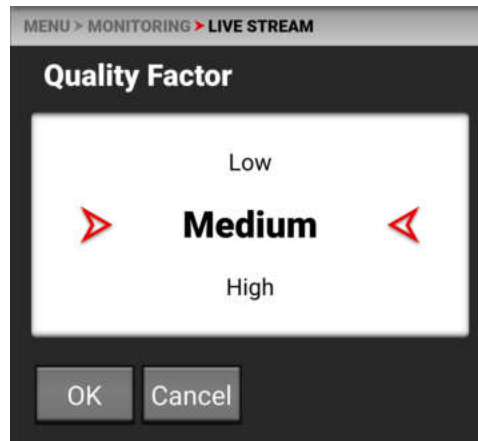 MENU > MONITORING > LIVE STREAM
Quality Factor
Low
Medium
High
OK Cancel